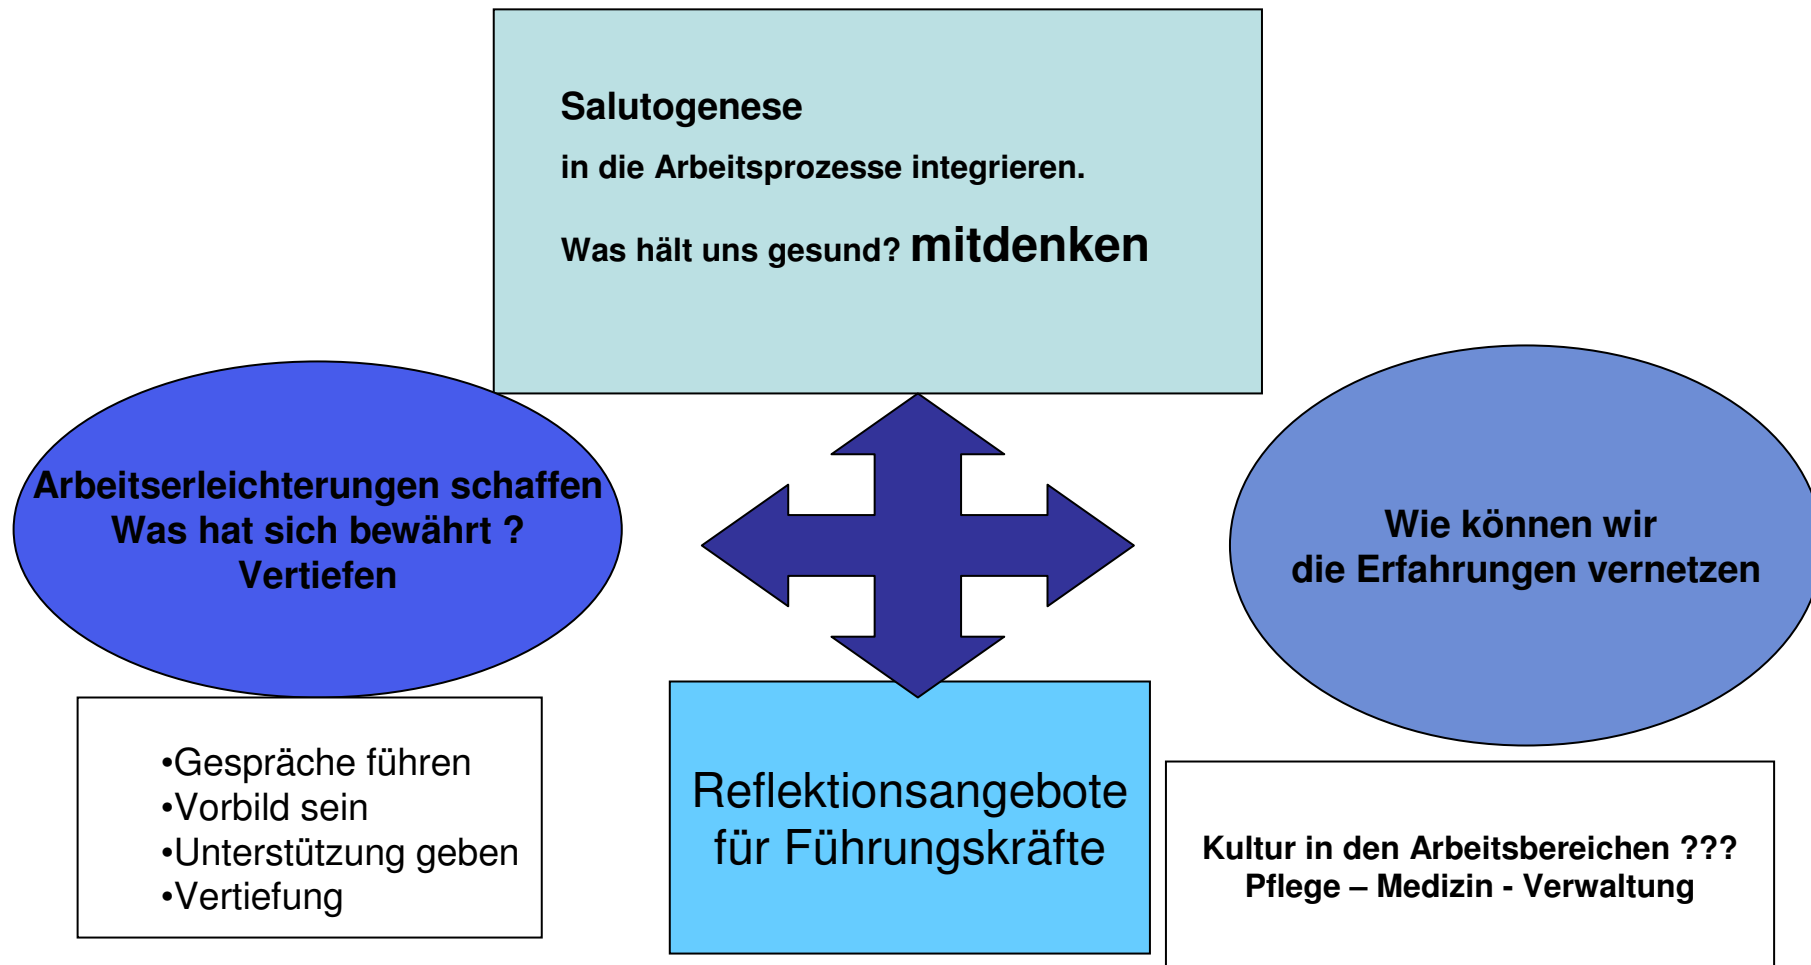 Salutogenese
in die Arbeitsprozesse integrieren.
Was hält uns gesund? mitdenken
Arbeitserleichterungen schaffen
Was hat sich bewährt ?
Vertiefen
Wie können wir
die Erfahrungen vernetzen
•Gespräche führen
•Vorbild sein
•Unterstützung geben
•Vertiefung
Reflektionsangebote
für Führungskräfte
Kultur in den Arbeitsbereichen ???
Pflege – Medizin - Verwaltung